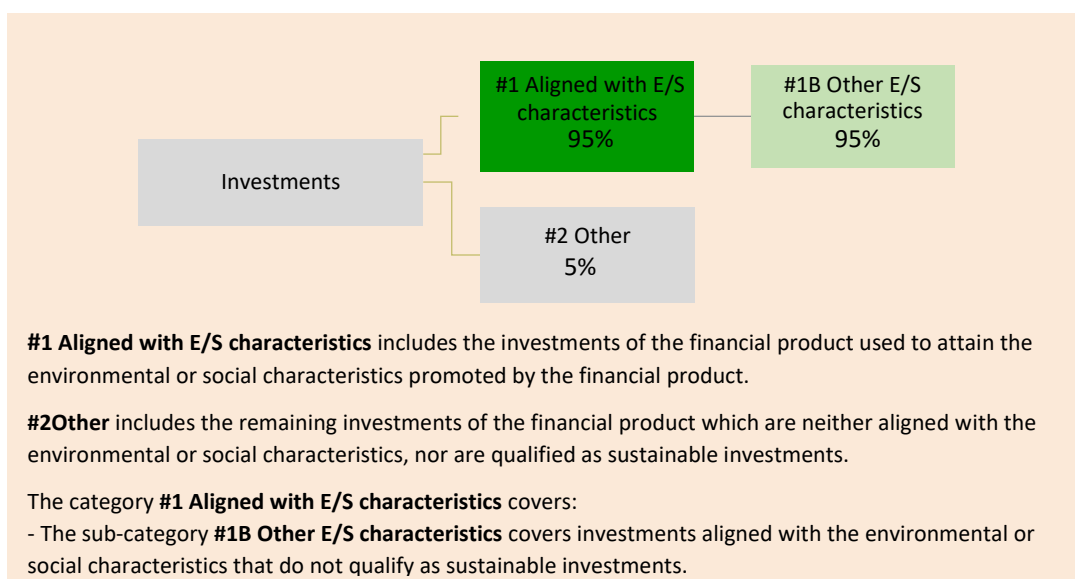 #1 Aligned with E/S
characteristics
95%
#1B Other E/S
characteristics
95%
Investments
#2 Other
5%
#1 Aligned with E/S characteristics includes the investments of the financial product used to attain the
environmental or social characteristics promoted by the financial product.
#2Other includes the remaining investments of the financial product which are neither aligned with the
environmental or social characteristics, nor are qualified as sustainable investments.
The category #1 Aligned with E/S characteristics covers:
- The sub-category #1B Other E/S characteristics covers investments aligned with the environmental or
social characteristics that do not qualify as sustainable investments.